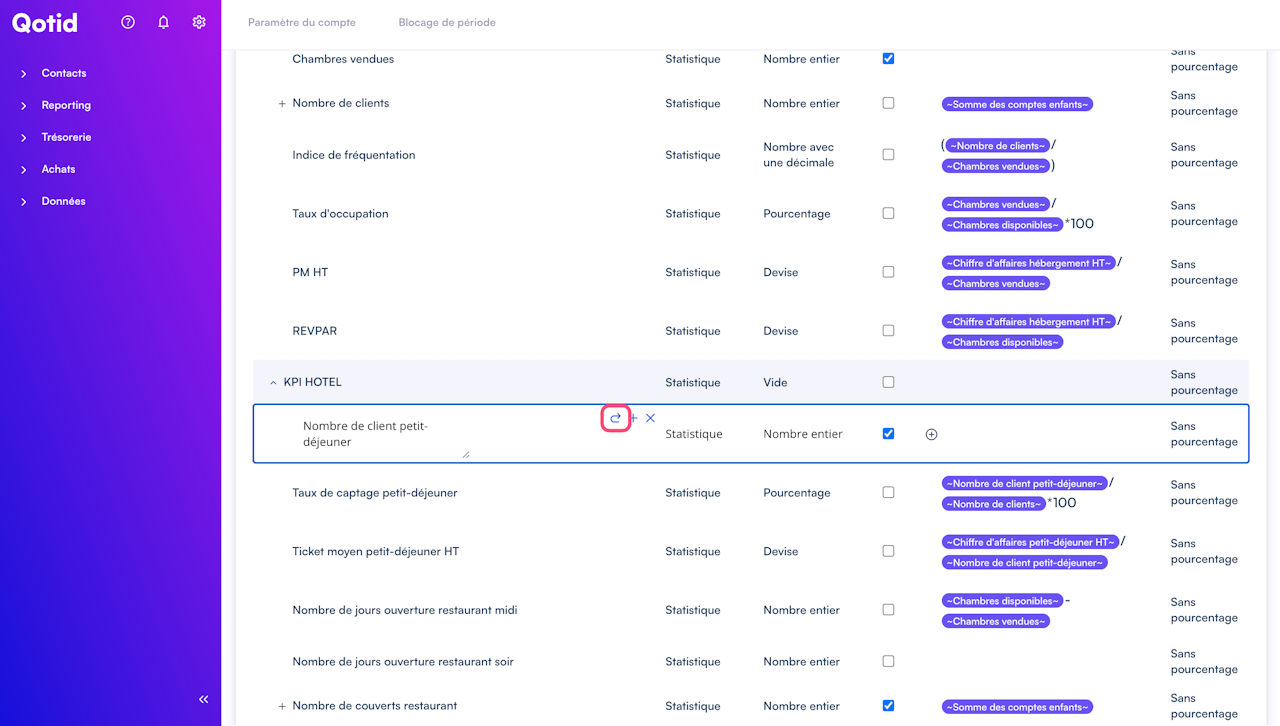 Qotid
Paramètre du compte
Blocage de période
Contacts
Reporting
Trésorerie
Achats
Données
Chambres vendues
Statistique
Nombre entier
Sans
pourcentage
+ Nombre de clients
Statistique
Nombre entier
~Somme des comptes enfants~
Sans
pourcentage
Indice de fréquentation
Statistique
Nombre avec
une décimale
(~Nombre de clients~/
~Chambres vendues~)
Sans
pourcentage
Taux d'occupation
Statistique
Pourcentage
~Chambres vendues~/
~Chambres disponibles~*100
Sans
pourcentage
PM HT
Statistique
Devise
~Chiffre d'affaires hébergement HT~/
~Chambres vendues~
Sans
pourcentage
REVPAR
Statistique
Devise
~Chiffre d'affaires hébergement HT~/
~Chambres disponibles~
Sans
pourcentage
KPI HOTEL
Statistique
Vide
Sans
pourcentage
Nombre de client petit-
déjeuner
Statistique
Nombre entier
Sans
pourcentage
Taux de captage petit-déjeuner
Statistique
Pourcentage
~Nombre de client petit-déjeuner~/
~Nombre de clients~*100
Sans
pourcentage
Ticket moyen petit-déjeuner HT
Statistique
Devise
~Chiffre d'affaires petit-déjeuner HT~/
~Nombre de client petit-déjeuner~
Sans
pourcentage
Nombre de jours ouverture restaurant midi
Statistique
Nombre entier
~Chambres disponibles~-
~Chambres vendues~
Sans
pourcentage
Nombre de jours ouverture restaurant soir
Statistique
Nombre entier
Sans
pourcentage
+ Nombre de couverts restaurant
Statistique
Nombre entier
~Somme des comptes enfants~
Sans
pourcentage